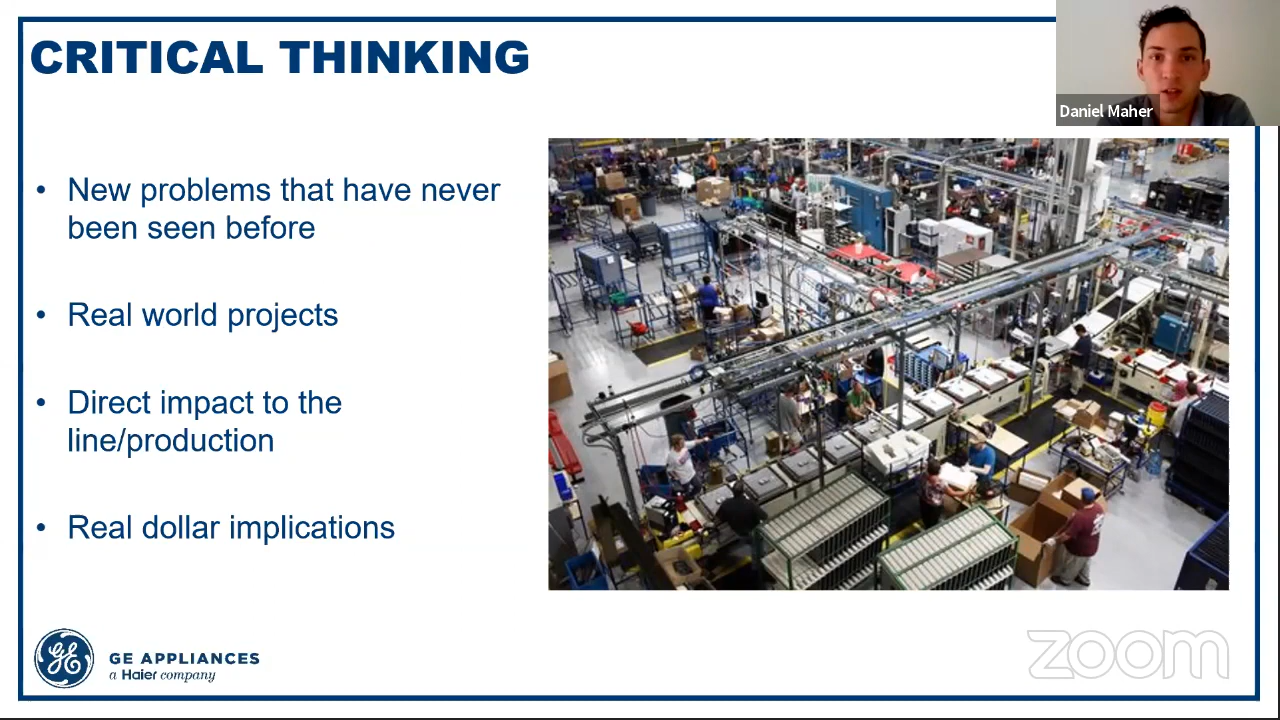 CRITICAL THINKING
Daniel Maher
• New problems that have never
been seen before
• Real world projects
• Direct impact to the
line/production
• Real dollar implications
GE
GE APPLIANCES
a Haier company
zoom